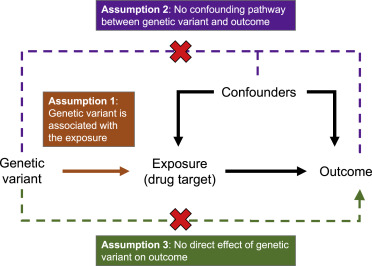 Assumption 2: No confounding pathway
between genetic variant and outcome
Assumption 1:
Genetic variant is
associated with
the exposure
Confounders
Genetic
variant
Exposure
(drug target)
Outcome
Assumption 3: No direct effect of genetic
variant on outcome